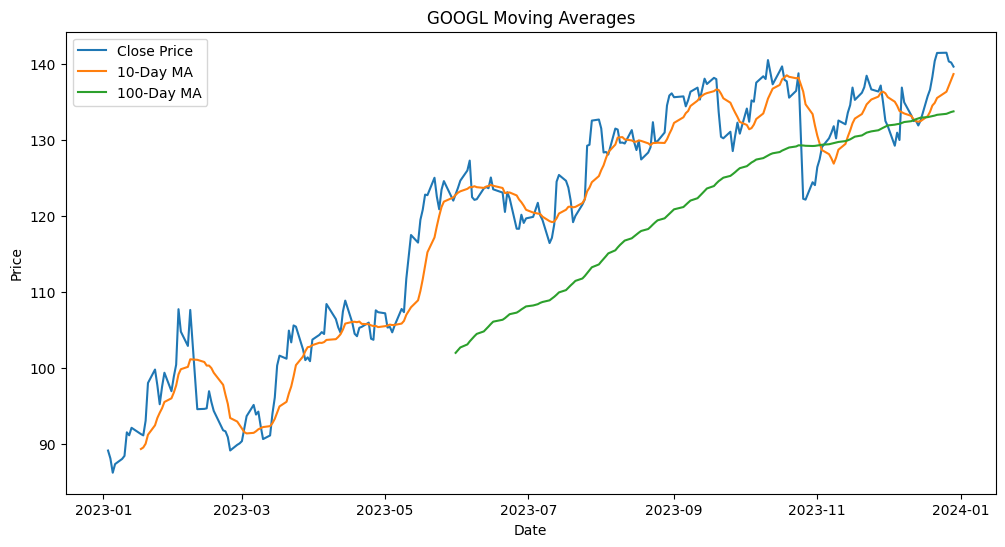 GOOGL Moving Averages
Close Price
10-Day MA
100-Day MA
Price
140
130
120
110
100
90
2023-01
2023-03
2023-05
2023-07
2023-09
2023-11
2024-01
Date